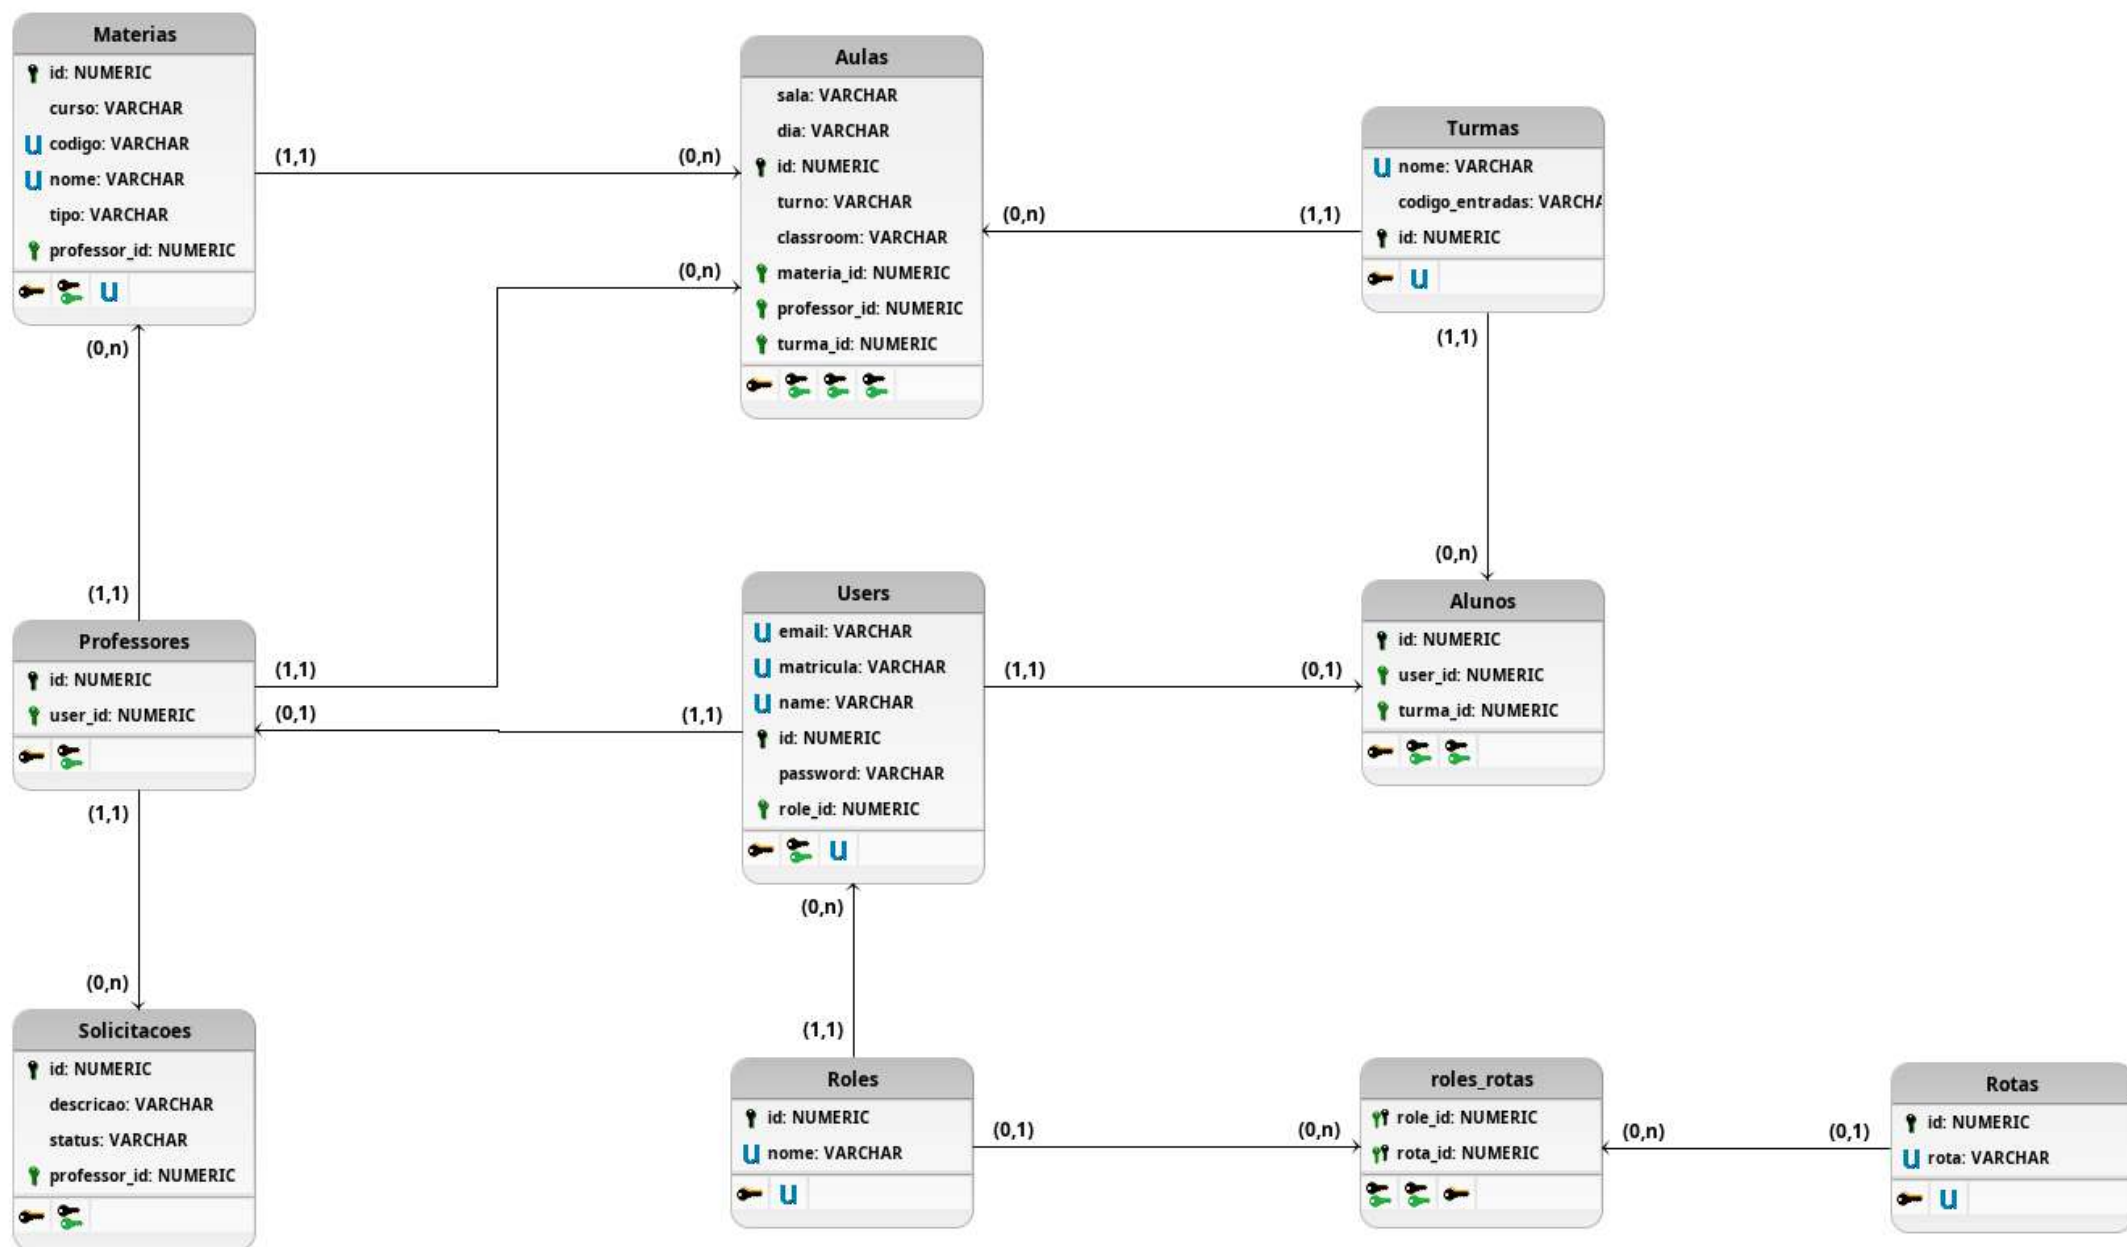 Materias
id: NUMERIC
curso: VARCHAR
U codigo: VARCHAR
U nome: VARCHAR
tipo: VARCHAR
professor_id: NUMERIC
U
(1,1)
(0,n)
Aulas
sala: VARCHAR
dia: VARCHAR
id: NUMERIC
turno: VARCHAR
classroom: VARCHAR
materia_id: NUMERIC
professor_id: NUMERIC
turma_id: NUMERIC
(0,n)
(0,n)
(1,1)
Turmas
U nome: VARCHAR
codigo_entradas: VARCHA
id: NUMERIC
U
(0,n)
(1,1)
(1,1)
(0,n)
Professores
id: NUMERIC
user_id: NUMERIC
(1,1)
(0,1)
(1,1)
Users
U email: VARCHAR
U matricula: VARCHAR
U name: VARCHAR
id: NUMERIC
password: VARCHAR
role_id: NUMERIC
U
(1,1)
(0,1)
Alunos
id: NUMERIC
user_id: NUMERIC
turma_id: NUMERIC
(1,1)
(0,n)
(0,n)
(1,1)
Solicitacoes
id: NUMERIC
descricao: VARCHAR
status: VARCHAR
professor_id: NUMERIC
Roles
id: NUMERIC
U nome: VARCHAR
U
(0,1)
(0,n)
roles_rotas
role_id: NUMERIC
rota_id: NUMERIC
(0,n)
(0,1)
Rotas
id: NUMERIC
U rota: VARCHAR
U